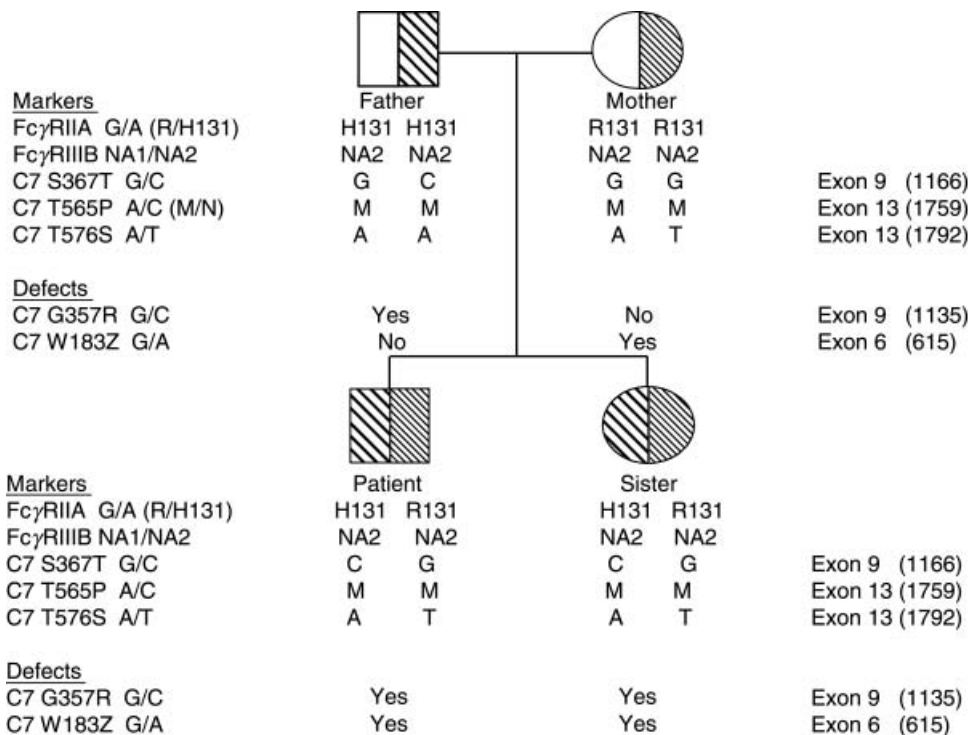 Father Mother
Markers
FcγRIIA G/A (R/H131) H131 H131 R131 R131
FcγRIIIB NA1/NA2 NA2 NA2 NA2 NA2
C7 S367T G/C G C G G Exon 9 (1166)
C7 T565P A/C (M/N) M M M M Exon 13 (1759)
C7 T576S A/T A A A T Exon 13 (1792)
Defects
C7 G357R G/C Yes No Exon 9 (1135)
C7 W183Z G/A No Yes Exon 6 (615)
Markers Patient Sister
FcγRIIA G/A (R/H131) H131 R131 H131 R131
FcγRIIIB NA1/NA2 NA2 NA2 NA2 NA2
C7 S367T G/C C G C G Exon 9 (1166)
C7 T565P A/C M M M M Exon 13 (1759)
C7 T576S A/T A T A T Exon 13 (1792)
Defects
C7 G357R G/C Yes Yes Exon 9 (1135)
C7 W183Z G/A Yes Yes Exon 6 (615)